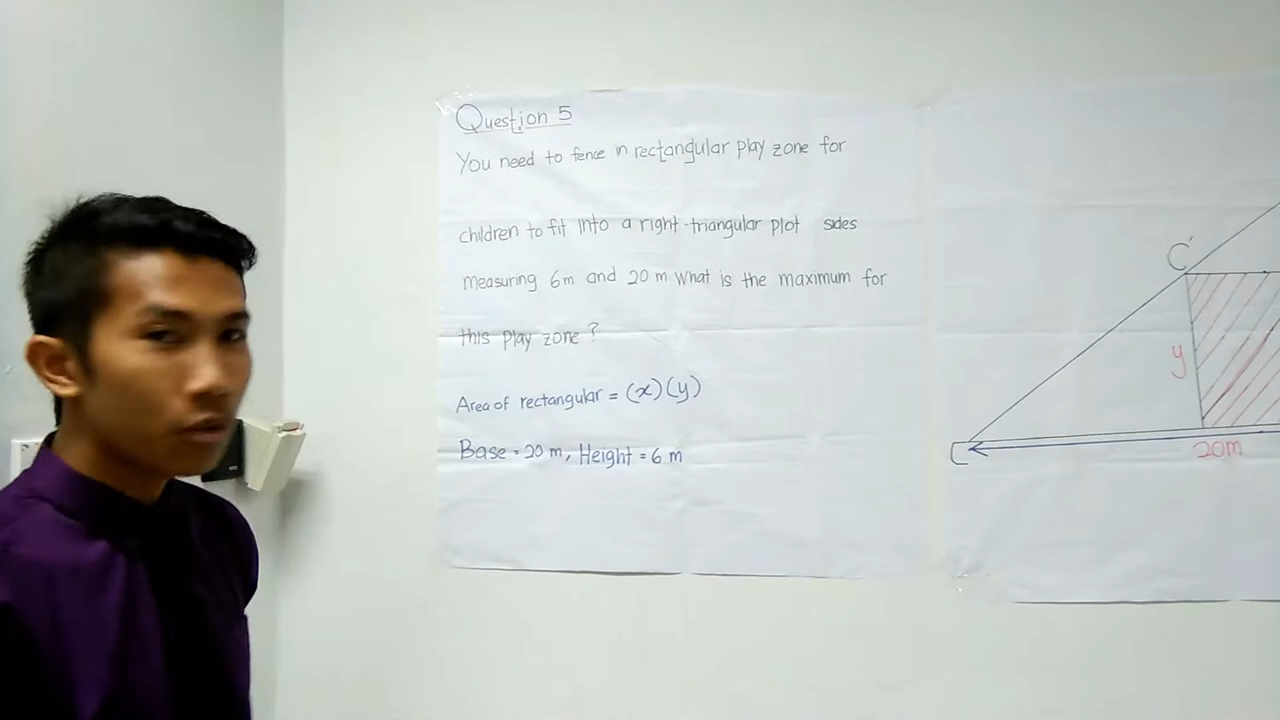 Question 5
You need to fence in rectangular play zone for
children to fit into a right-triangular plot sides
measuring 6m and 20 m What is the maximum for
this play zone ?
Area of rectangular = (x)(y)
Base = 20 m, Height = 6 m
C'
y
C
20m